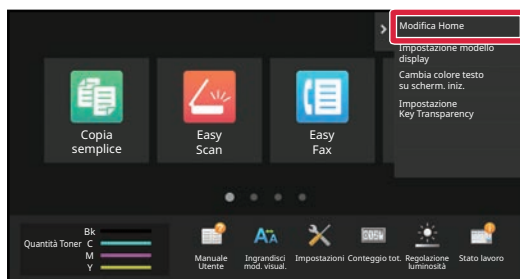 Modifica Home
Impostazione modello
display
Cambia colore testo
su scherm. iniz.
Impostazione
Key Transparency
Copia
semplice
Easy
Scan
Easy
Fax
Quantità Toner
Bk
C
M
Y
Manuale
Utente
Ingrandisci
mod. visual.
Impostazioni
Conteggio tot.
Regolazione
luminosità
Stato lavoro